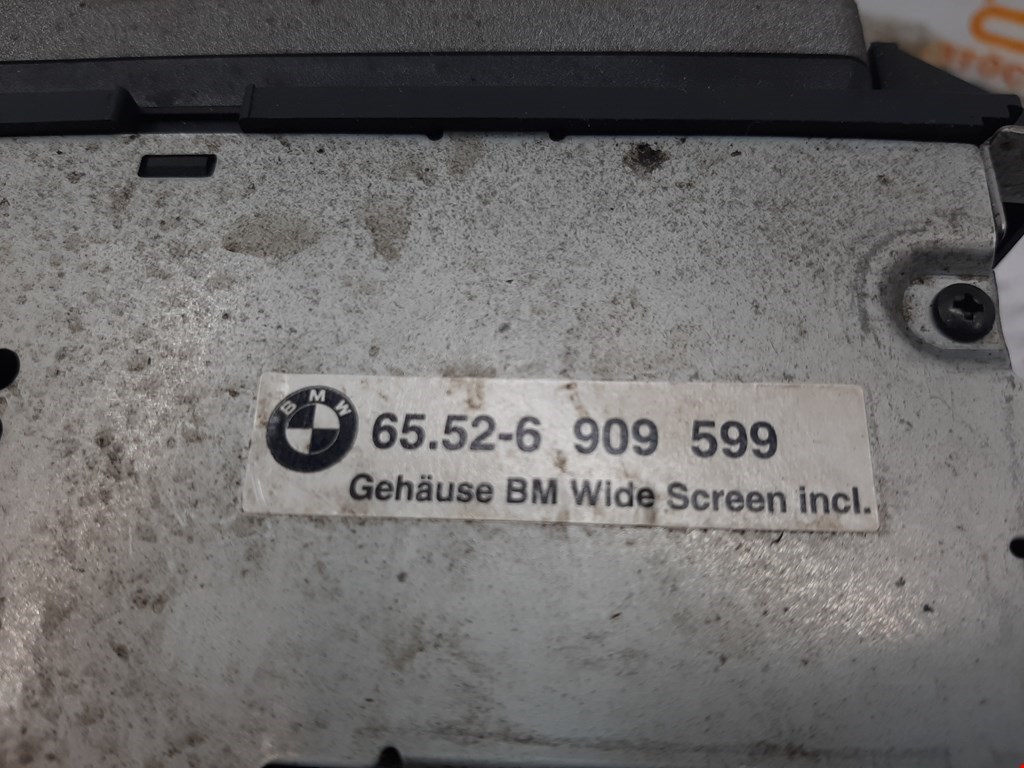 BMW
65.52-6 909 599
Gehäuse BM Wide Screen incl.